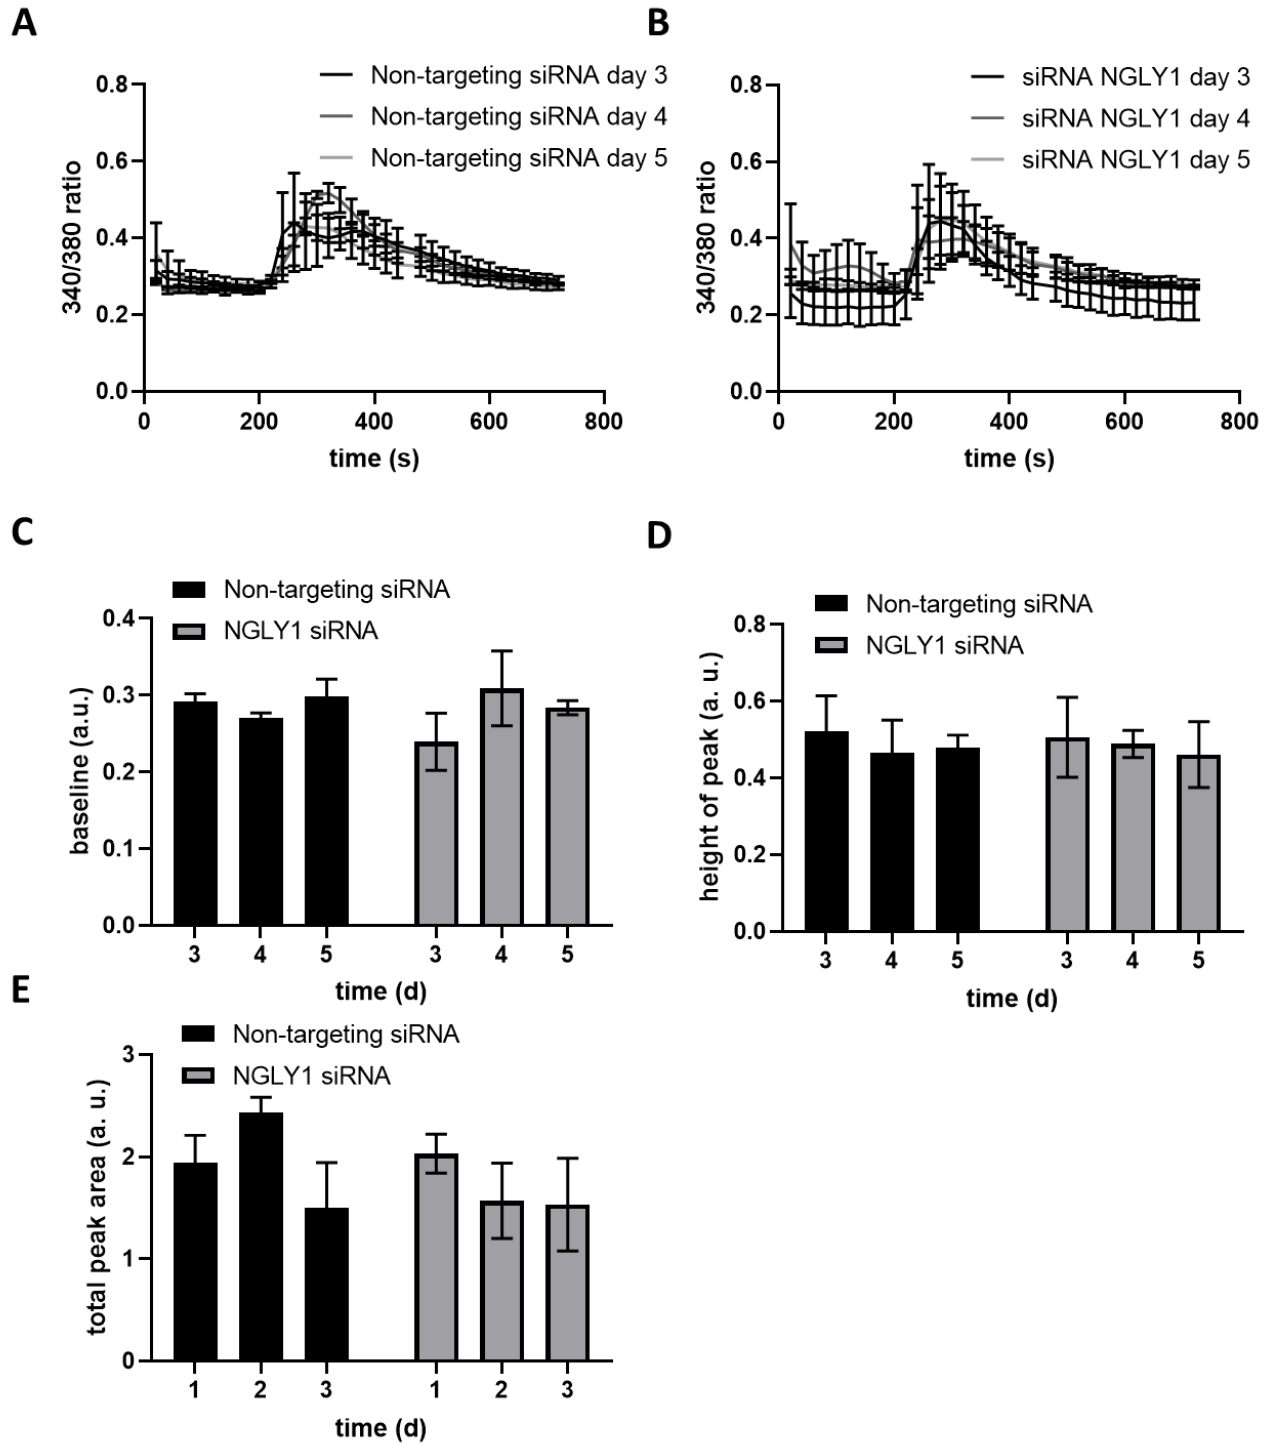 A
Non-targeting siRNA day 3
Non-targeting siRNA day 4
Non-targeting siRNA day 5
0.8
0.6
0.4
0.2
0.0
340/380 ratio
0 200 400 600 800
time (s)
B
siRNA NGLY1 day 3
siRNA NGLY1 day 4
siRNA NGLY1 day 5
0.8
0.6
0.4
0.2
0.0
340/380 ratio
0 200 400 600 800
time (s)
C
Non-targeting siRNA
NGLY1 siRNA
0.4
0.3
0.2
0.1
0.0
baseline (a.u.)
3 4 5 3 4 5
time (d)
D
Non-targeting siRNA
NGLY1 siRNA
0.8
0.6
0.4
0.2
0.0
height of peak (a. u.)
3 4 5 3 4 5
time (d)
E
Non-targeting siRNA
NGLY1 siRNA
3
2
1
0
total peak area (a. u.)
1 2 3 1 2 3
time (d)